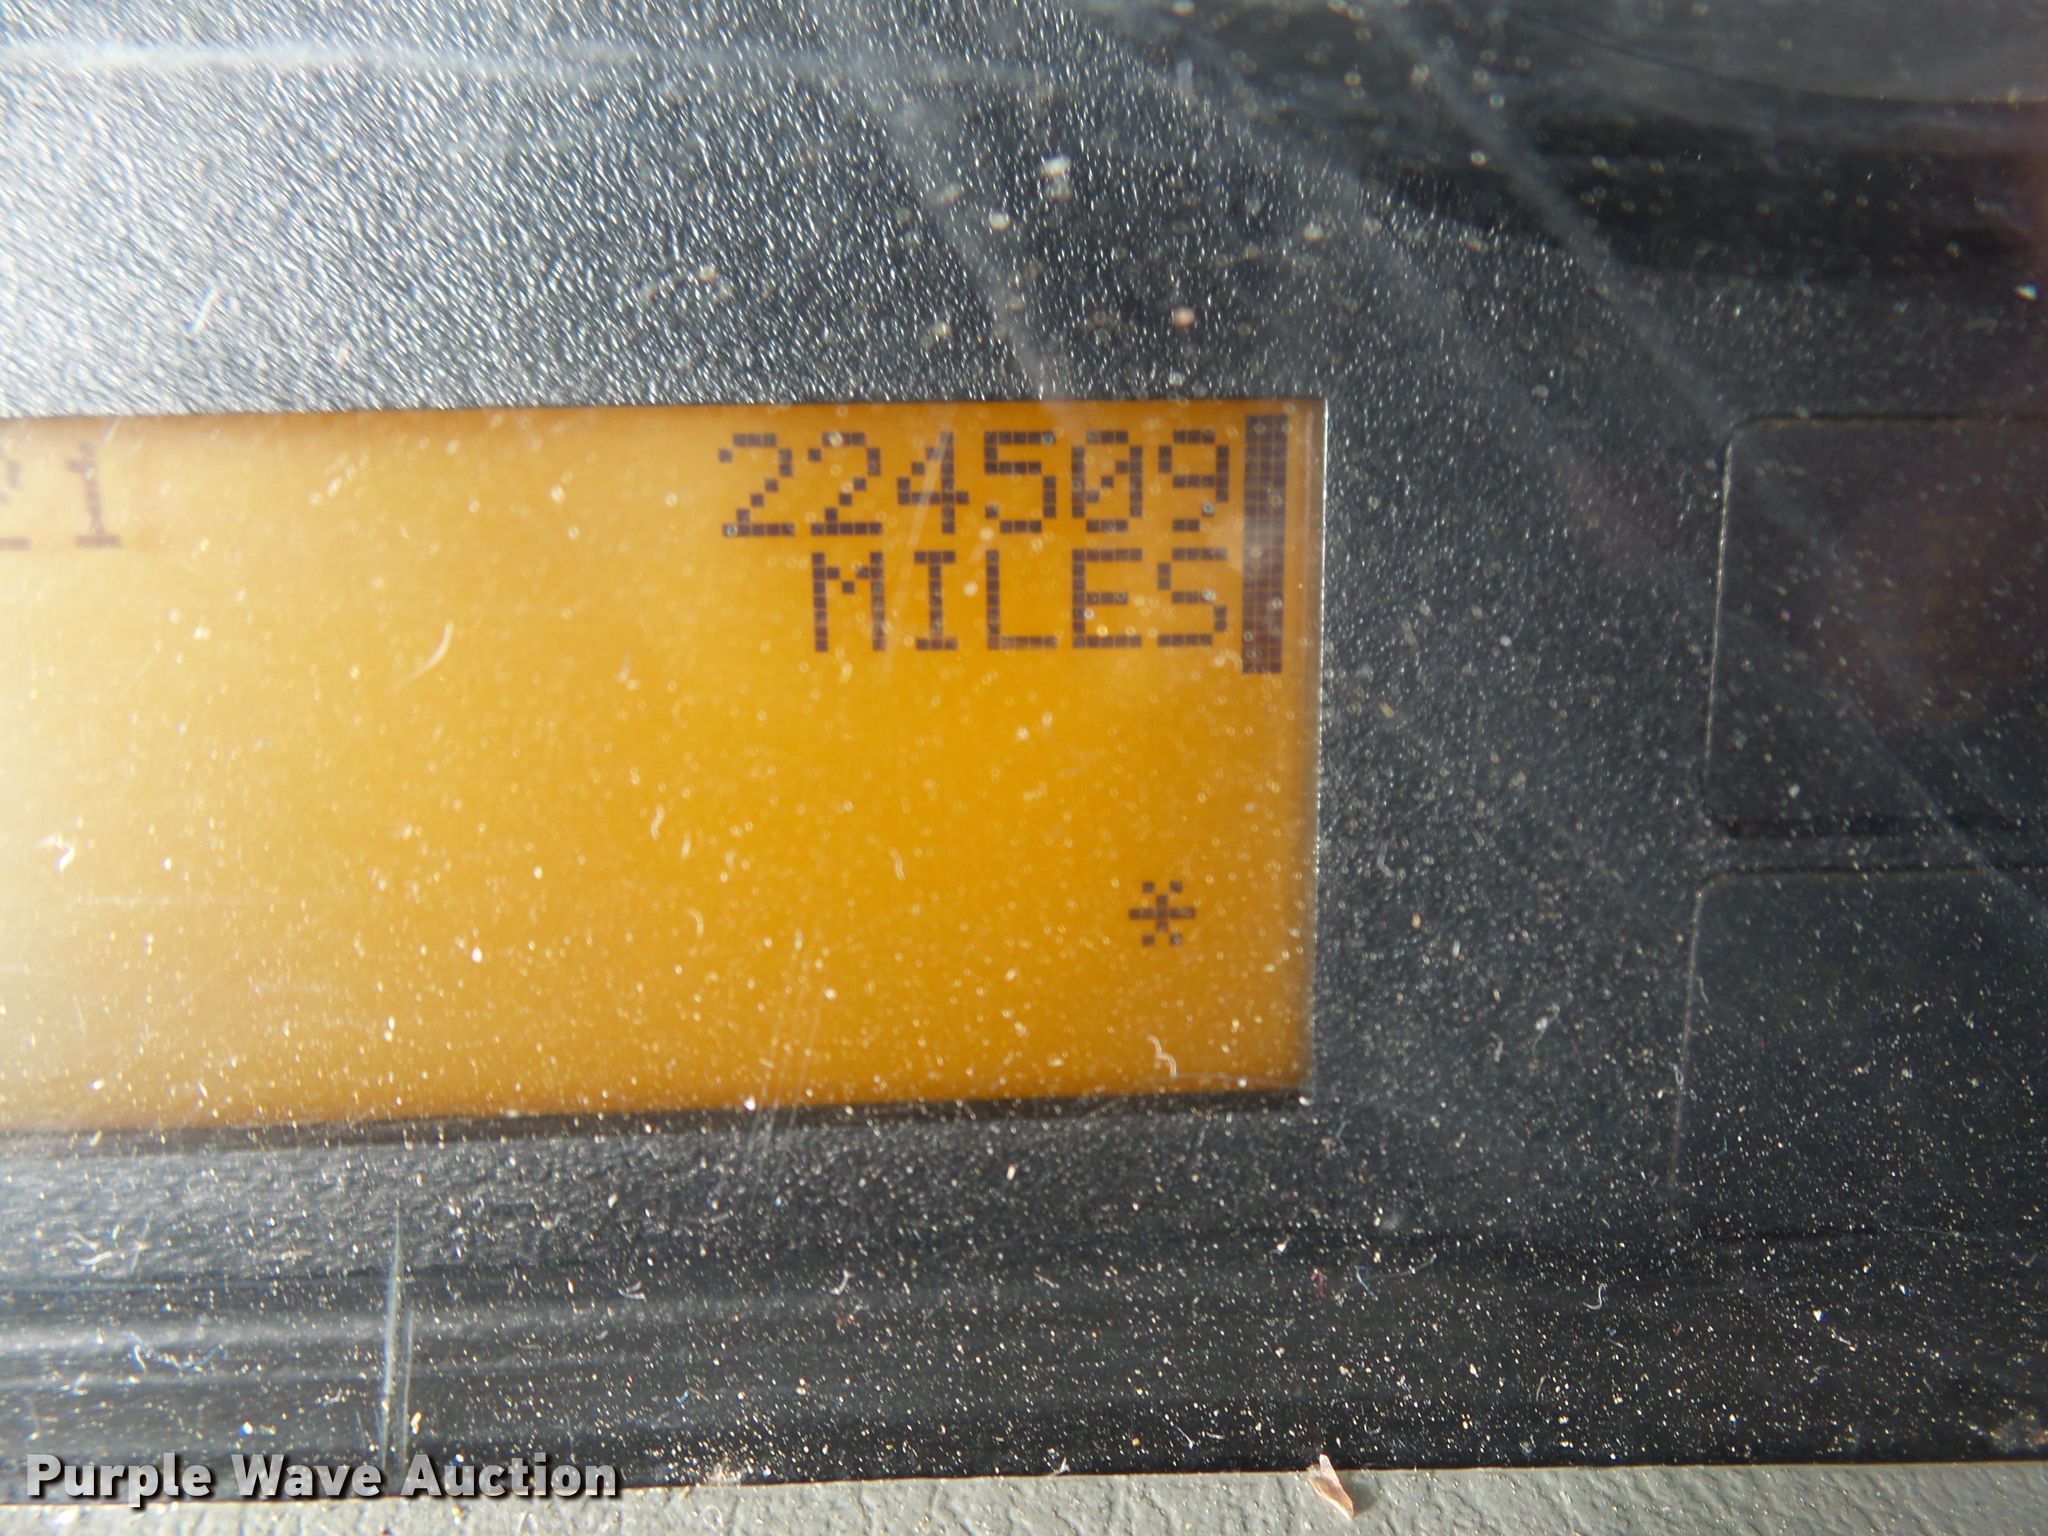 224509
MILES
*
Purple Wave Auction